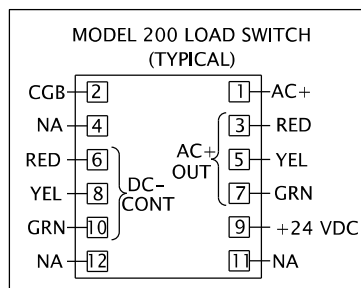 MODEL 200 LOAD SWITCH
(TYPICAL)
CGB 2 1 AC+
NA 4 3 RED
RED 6 AC+ 5 YEL
OUT
YEL 8 DC- 7 GRN
CONT
GRN 10 9 +24 VDC
NA 12 11 NA